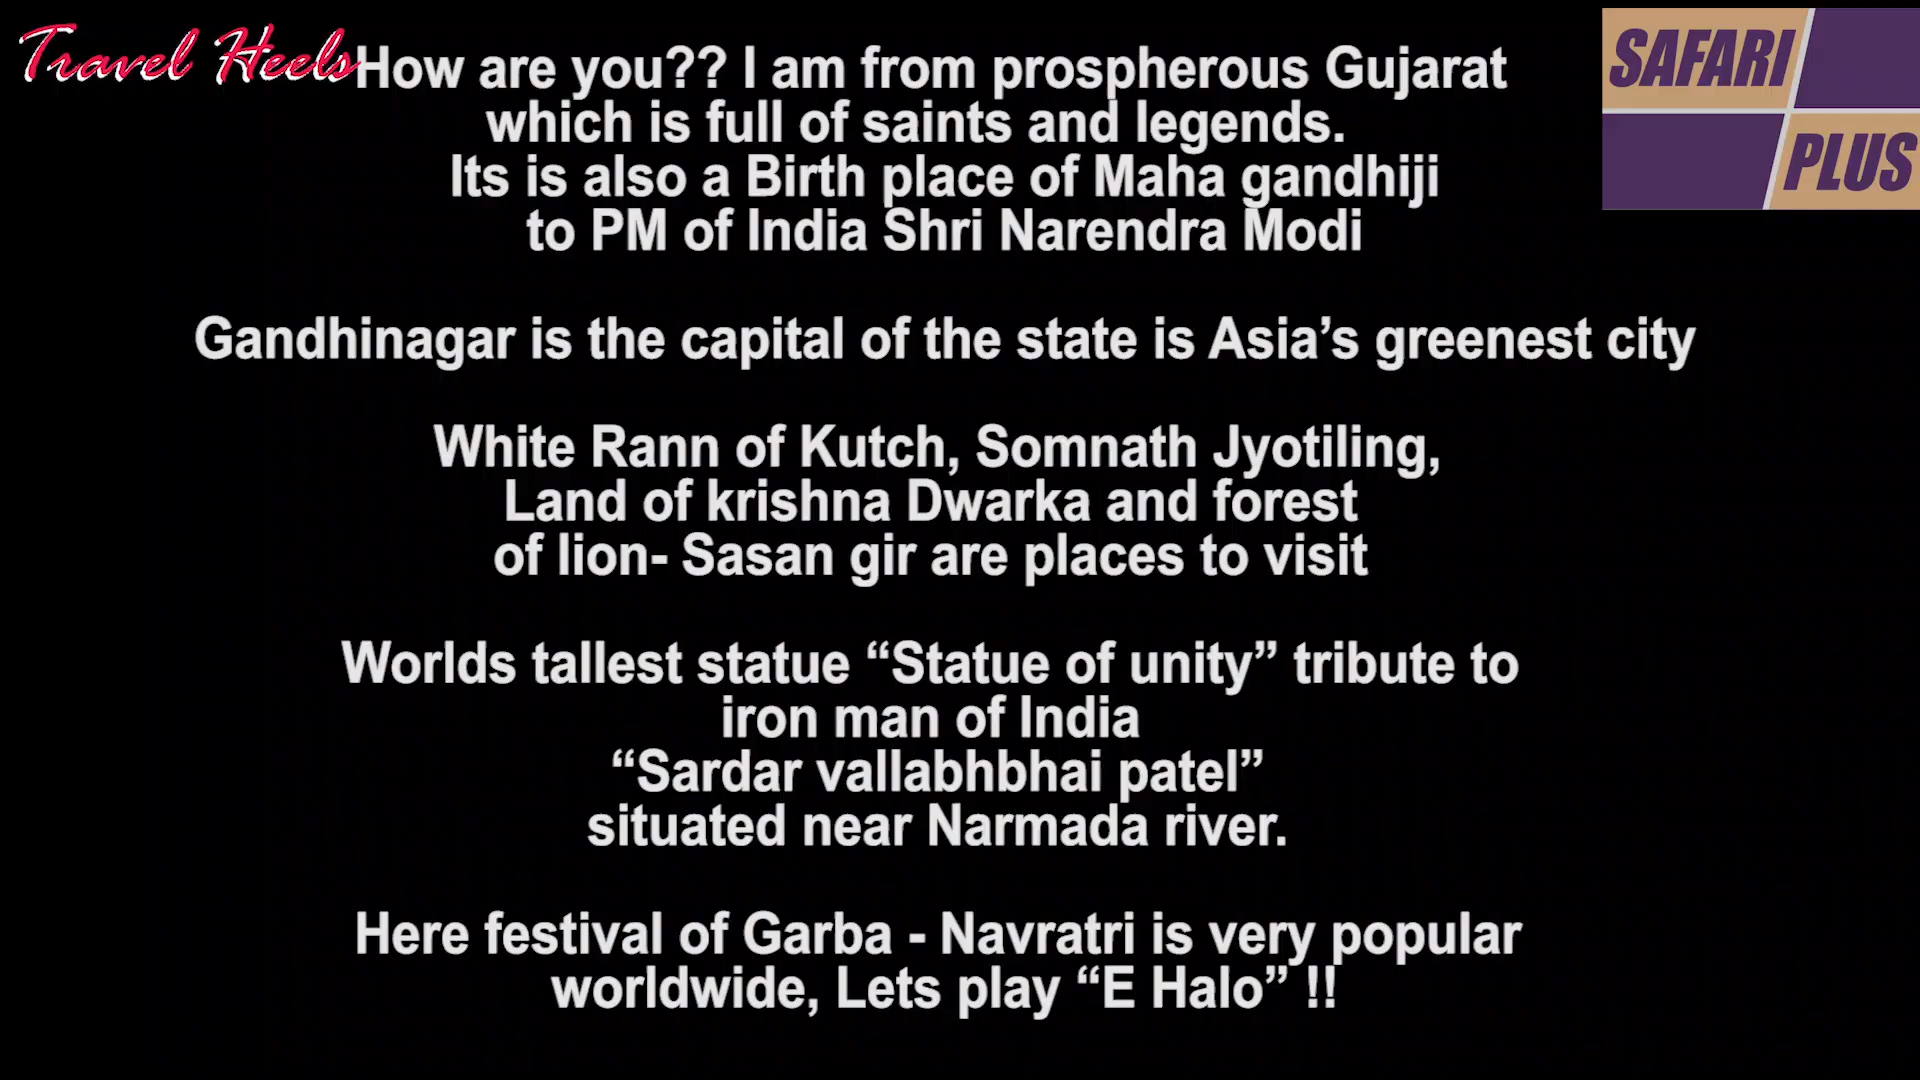 Travel Heels
SAFARI
PLUS
How are you?? I am from prospherous Gujarat
which is full of saints and legends.
Its is also a Birth place of Maha gandhiji
to PM of India Shri Narendra Modi
Gandhinagar is the capital of the state is Asia’s greenest city
White Rann of Kutch, Somnath Jyotiling,
Land of krishna Dwarka and forest
of lion- Sasan gir are places to visit
Worlds tallest statue “Statue of unity” tribute to
iron man of India
“Sardar vallabhbhai patel”
situated near Narmada river.
Here festival of Garba - Navratri is very popular
worldwide, Lets play “E Halo” !!